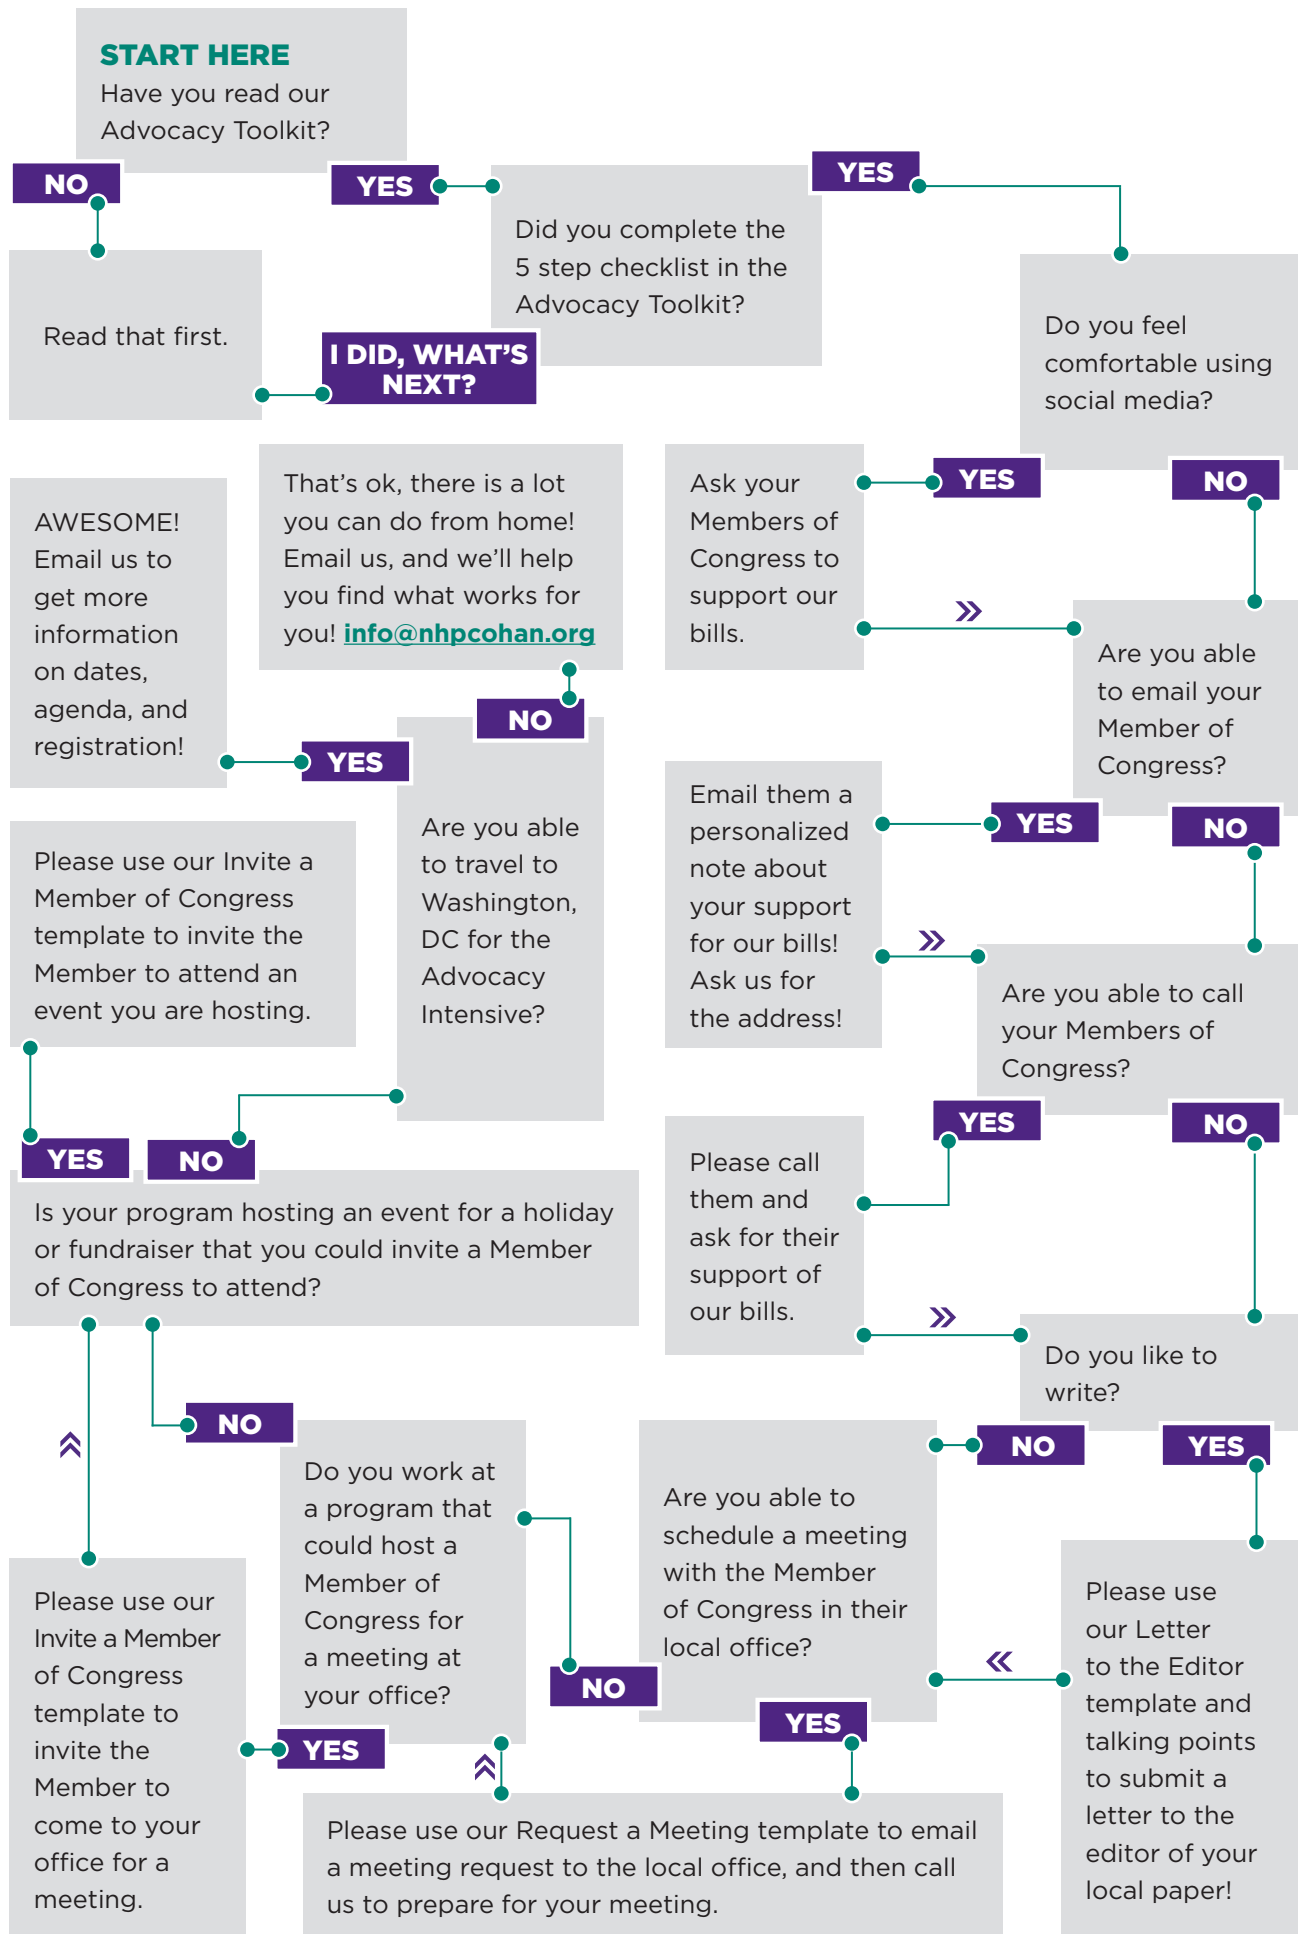 START HERE
Have you read our
Advocacy Toolkit?
NO
YES
Read that first.
I DID, WHAT'S
NEXT?
Did you complete the
5 step checklist in the
Advocacy Toolkit?
YES
Do you feel
comfortable using
social media?
YES
NO
Ask your
Members of
Congress to
support our
bills.
Are you able
to email your
Member of
Congress?
YES
NO
Email them a
personalized
note about
your support
for our bills!
Ask us for
the address!
Are you able to call
your Members of
Congress?
YES
NO
Please call
them and
ask for their
support of
our bills.
Do you like to
write?
NO
YES
Please use
our Letter
to the Editor
template and
talking points
to submit a
letter to the
editor of your
local paper!
Are you able to
schedule a meeting
with the Member
of Congress in their
local office?
NO
YES
Please use our Request a Meeting template to email
a meeting request to the local office, and then call
us to prepare for your meeting.
Do you work at
a program that
could host a
Member of
Congress for
a meeting at
your office?
NO
YES
Please use our
Invite a Member
of Congress
template to
invite the
Member to
come to your
office for a
meeting.
Is your program hosting an event for a holiday
or fundraiser that you could invite a Member
of Congress to attend?
YES
NO
Please use our Invite a
Member of Congress
template to invite the
Member to attend an
event you are hosting.
Are you able
to travel to
Washington,
DC for the
Advocacy
Intensive?
YES
NO
AWESOME!
Email us to
get more
information
on dates,
agenda, and
registration!
That's ok, there is a lot
you can do from home!
Email us, and we'll help
you find what works for
you! info@nhpcohan.org